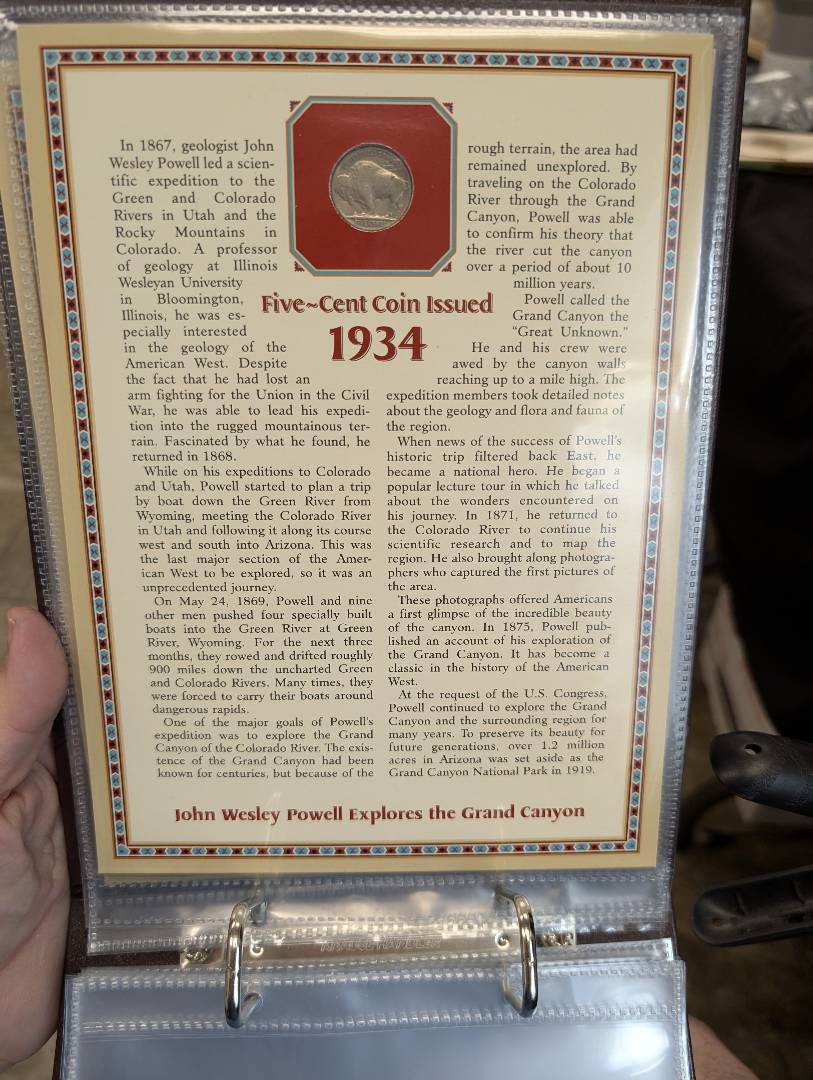 In 1867, geologist John
Wesley Powell led a scien-
tific expedition to the
Green and Colorado
Rivers in Utah and the
Rocky Mountains in
Colorado. A professor
of geology at Illinois
Wesleyan University
in Bloomington,
Illinois, he was es-
pecially interested
in the geology of the
American West. Despite
the fact that he had lost an
arm fighting for the Union in the Civil
War, he was able to lead his expedi-
tion into the rugged mountainous ter-
rain. Fascinated by what he found, he
returned in 1868.
While on his expeditions to Colorado
and Utah, Powell started to plan a trip
by boat down the Green River from
Wyoming, meeting the Colorado River
in Utah and following it along its course
west and south into Arizona. This was
the last major section of the Amer-
ican West to be explored, so it was an
unprecedented journey.
On May 24, 1869, Powell and nine
other men pushed four specially built
boats into the Green River at Green
River, Wyoming. For the next three
months, they rowed and drifted roughly
900 miles down the uncharted Green
and Colorado Rivers. Many times, they
were forced to carry their boats around
dangerous rapids.
One of the major goals of Powell's
expedition was to explore the Grand
Canyon of the Colorado River. The exis-
tence of the Grand Canyon had been
known for centuries, but because of the
Five~Cent Coin Issued
1934
rough terrain, the area had
remained unexplored. By
traveling on the Colorado
River through the Grand
Canyon, Powell was able
to confirm his theory that
the river cut the canyon
over a period of about 10
million years.
Powell called the
Grand Canyon the
"Great Unknown."
He and his crew were
awed by the canyon walls
reaching up to a mile high. The
expedition members took detailed notes
about the geology and flora and fauna of
the region.
When news of the success of Powell's
historic trip filtered back East, he
became a national hero. He began a
popular lecture tour in which he talked
about the wonders encountered on
his journey. In 1871, he returned to
the Colorado River to continue his
scientific research and to map the
region. He also brought along photogra-
phers who captured the first pictures of
the area.
These photographs offered Americans
a first glimpse of the incredible beauty
of the canyon. In 1875, Powell pub-
lished an account of his exploration of
the Grand Canyon. It has become a
classic in the history of the American
West.
At the request of the U.S. Congress,
Powell continued to explore the Grand
Canyon and the surrounding region for
many years. To preserve its beauty for
future generations, over 1.2 million
acres in Arizona was set aside as the
Grand Canyon National Park in 1919.
John Wesley Powell Explores the Grand Canyon